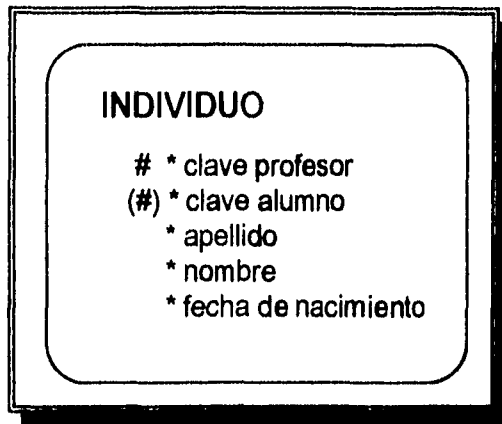 INDIVIDUO
# * clave profesor
(#) * clave alumno
* apellido
* nombre
* fecha de nacimiento